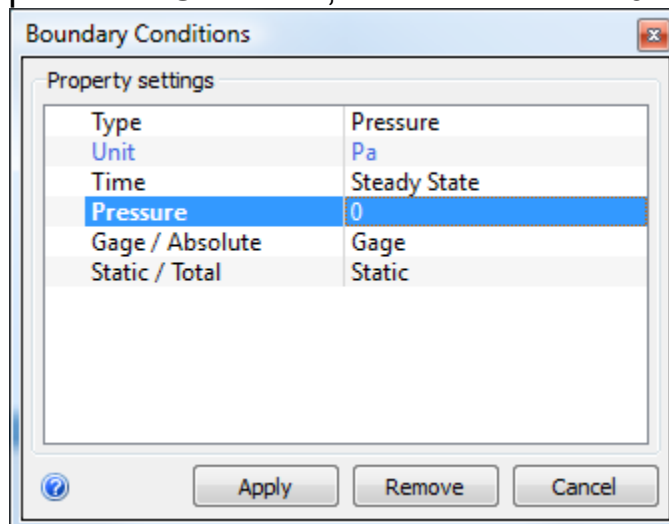 Boundary Conditions
Property settings
Type Pressure
Unit Pa
Time Steady State
Pressure 0
Gage / Absolute Gage
Static / Total Static
Apply Remove Cancel